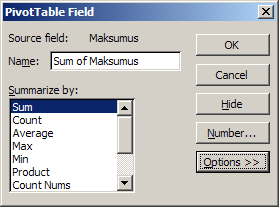 PivotTable Field
Source field: Maksumus
Name: Sum of Maksumus
Summarize by:
Sum
Count
Average
Max
Min
Product
Count Nums
OK
Cancel
Hide
Number...
Options >>